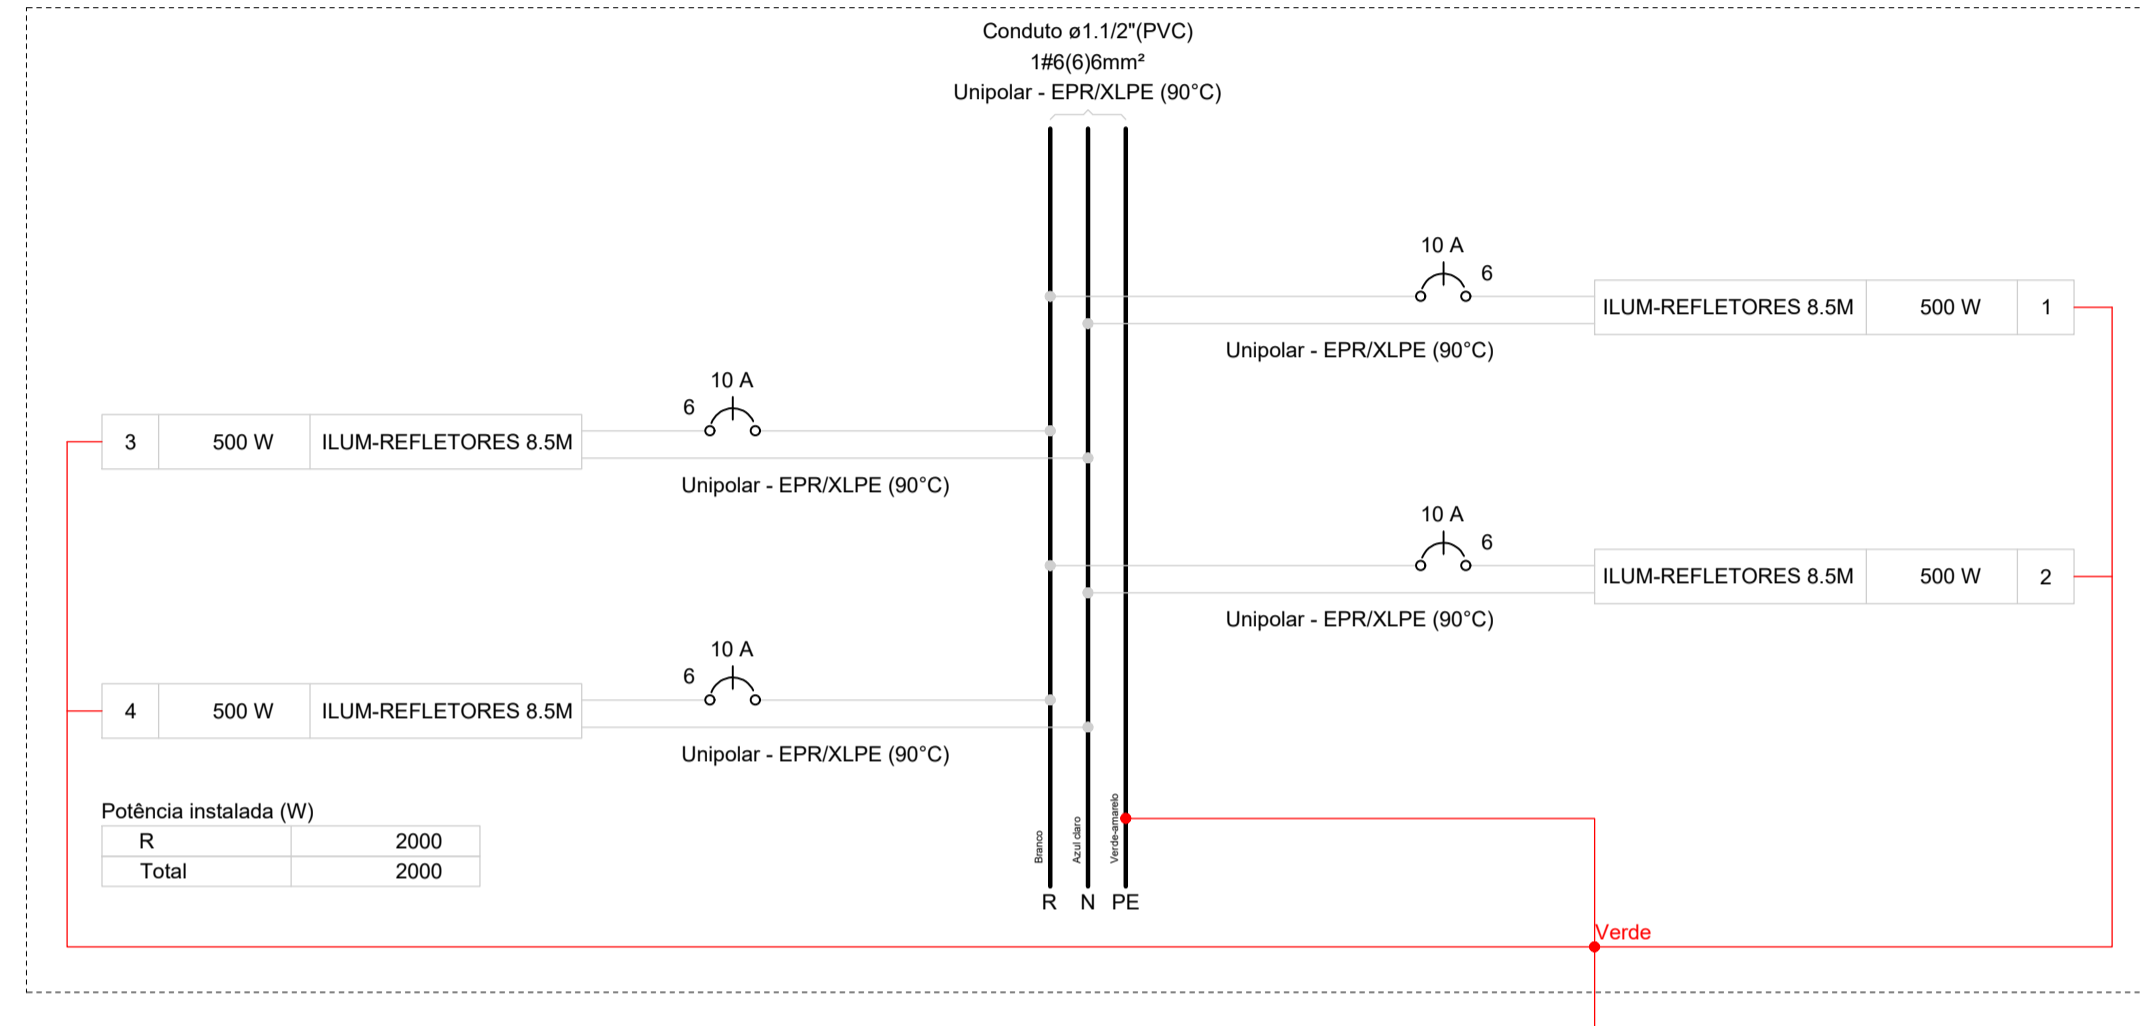 Conduto ø1.1/2"(PVC)
1#6(6)6mm²
Unipolar - EPR/XLPE (90°C)
10 A
6
ILUM-REFLETORES 8.5M 500 W 1
Unipolar - EPR/XLPE (90°C)
10 A
6
3 500 W ILUM-REFLETORES 8.5M
Unipolar - EPR/XLPE (90°C)
10 A
6
ILUM-REFLETORES 8.5M 500 W 2
Unipolar - EPR/XLPE (90°C)
10 A
6
4 500 W ILUM-REFLETORES 8.5M
Unipolar - EPR/XLPE (90°C)
Potência instalada (W)
R 2000
Total 2000
Branco
Azul claro
Verde-amarelo
R N PE
Verde